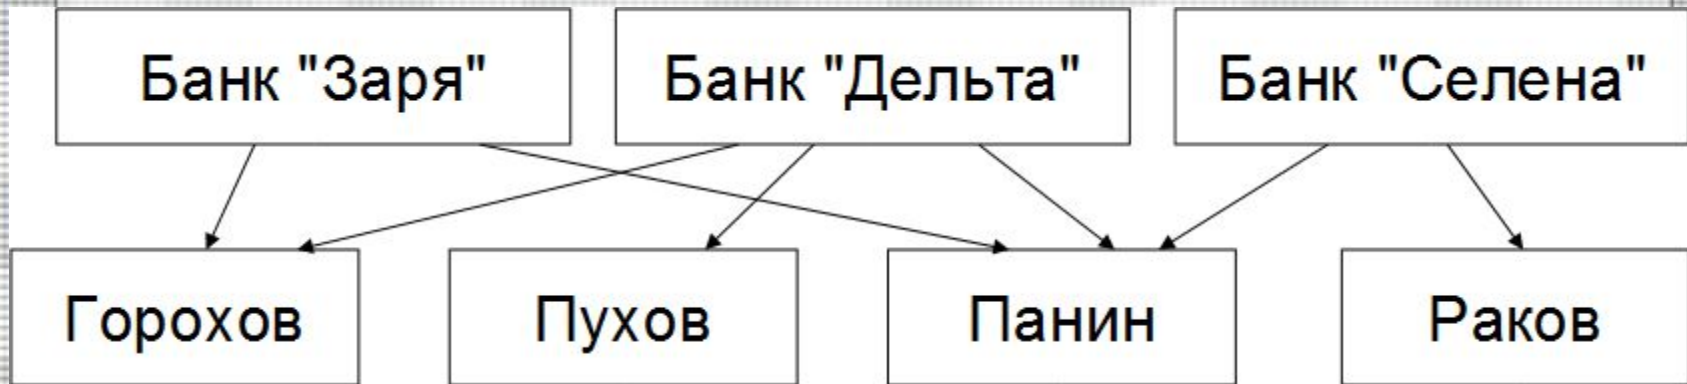 Банк "Заря"
Банк "Дельта"
Банк "Селена"
Горохов
Пухов
Панин
Раков